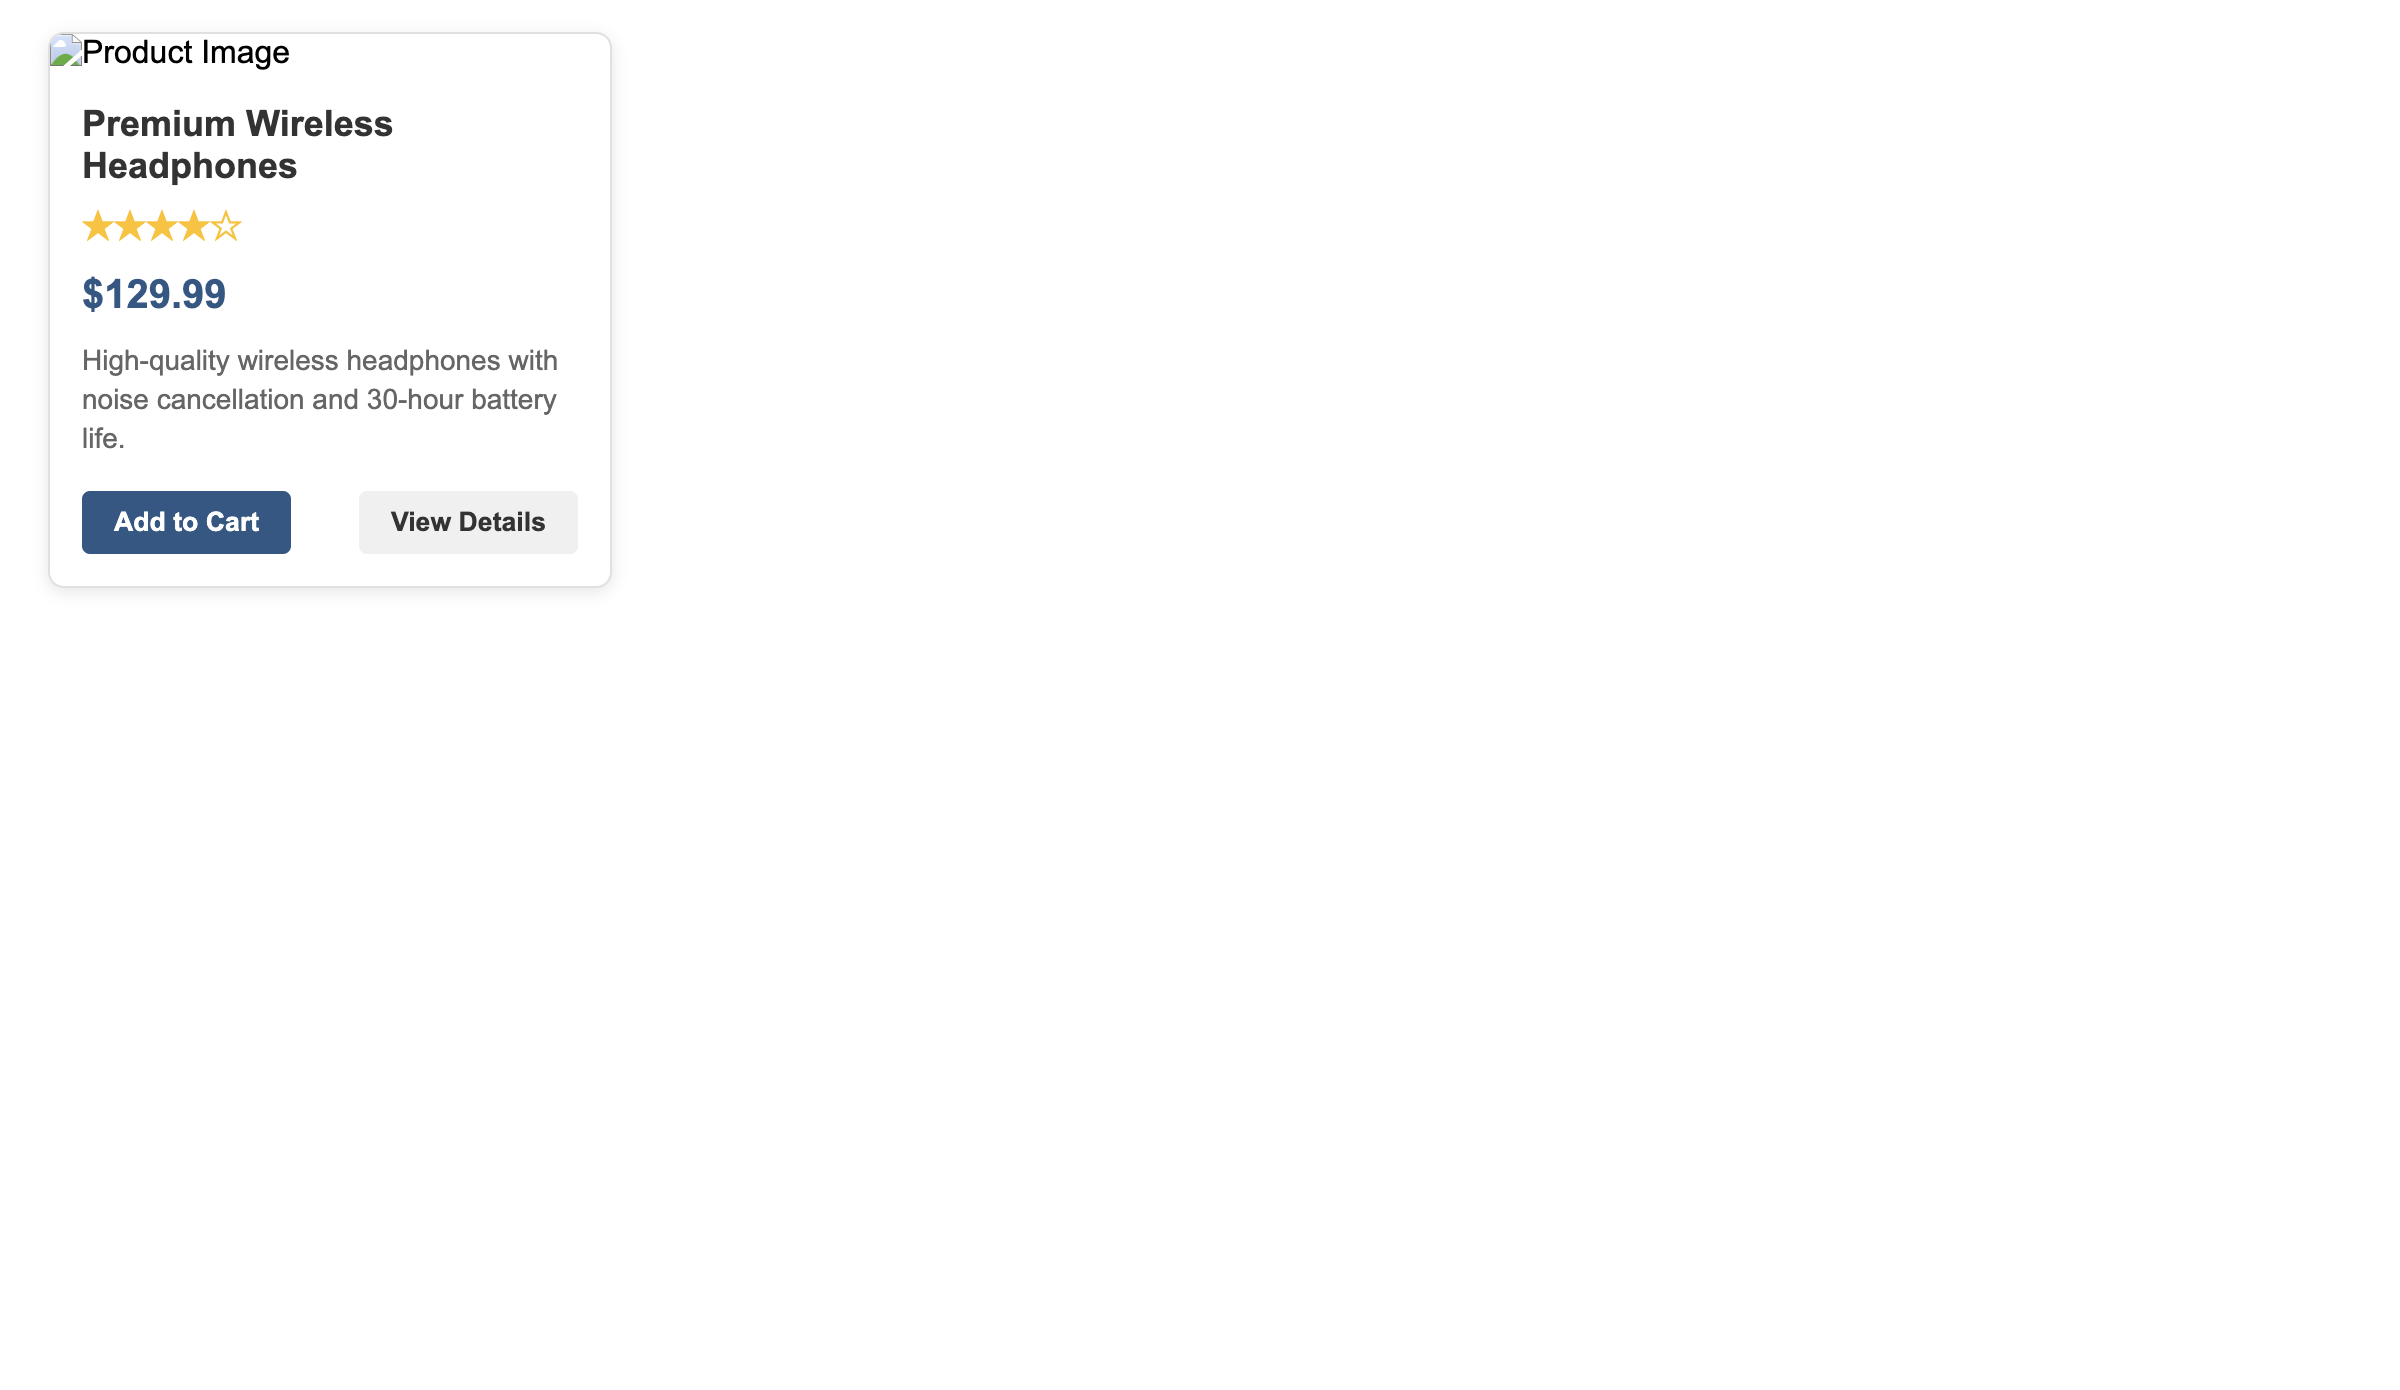 Product Image
Premium Wireless
Headphones
★★★★☆
$129.99
High-quality wireless headphones with
noise cancellation and 30-hour battery
life.
Add to Cart
View Details